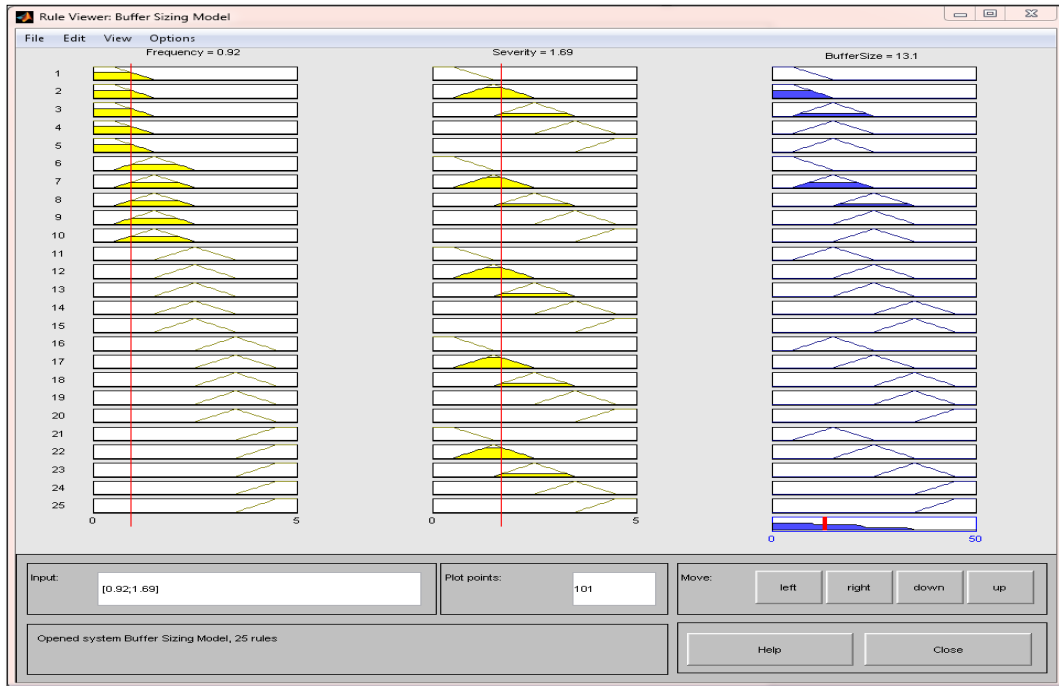 Rule Viewer: Buffer Sizing Model
File Edit View Options
Frequency = 0.92
Severity = 1.69
BufferSize = 13.1
1
2
3
4
5
6
7
8
9
10
11
12
13
14
15
16
17
18
19
20
21
22
23
24
25
0 5
0 5
0 50
Input:
[0.92;1.69]
Plot points:
101
Move:
left
right
down
up
Opened system Buffer Sizing Model, 25 rules
Help
Close